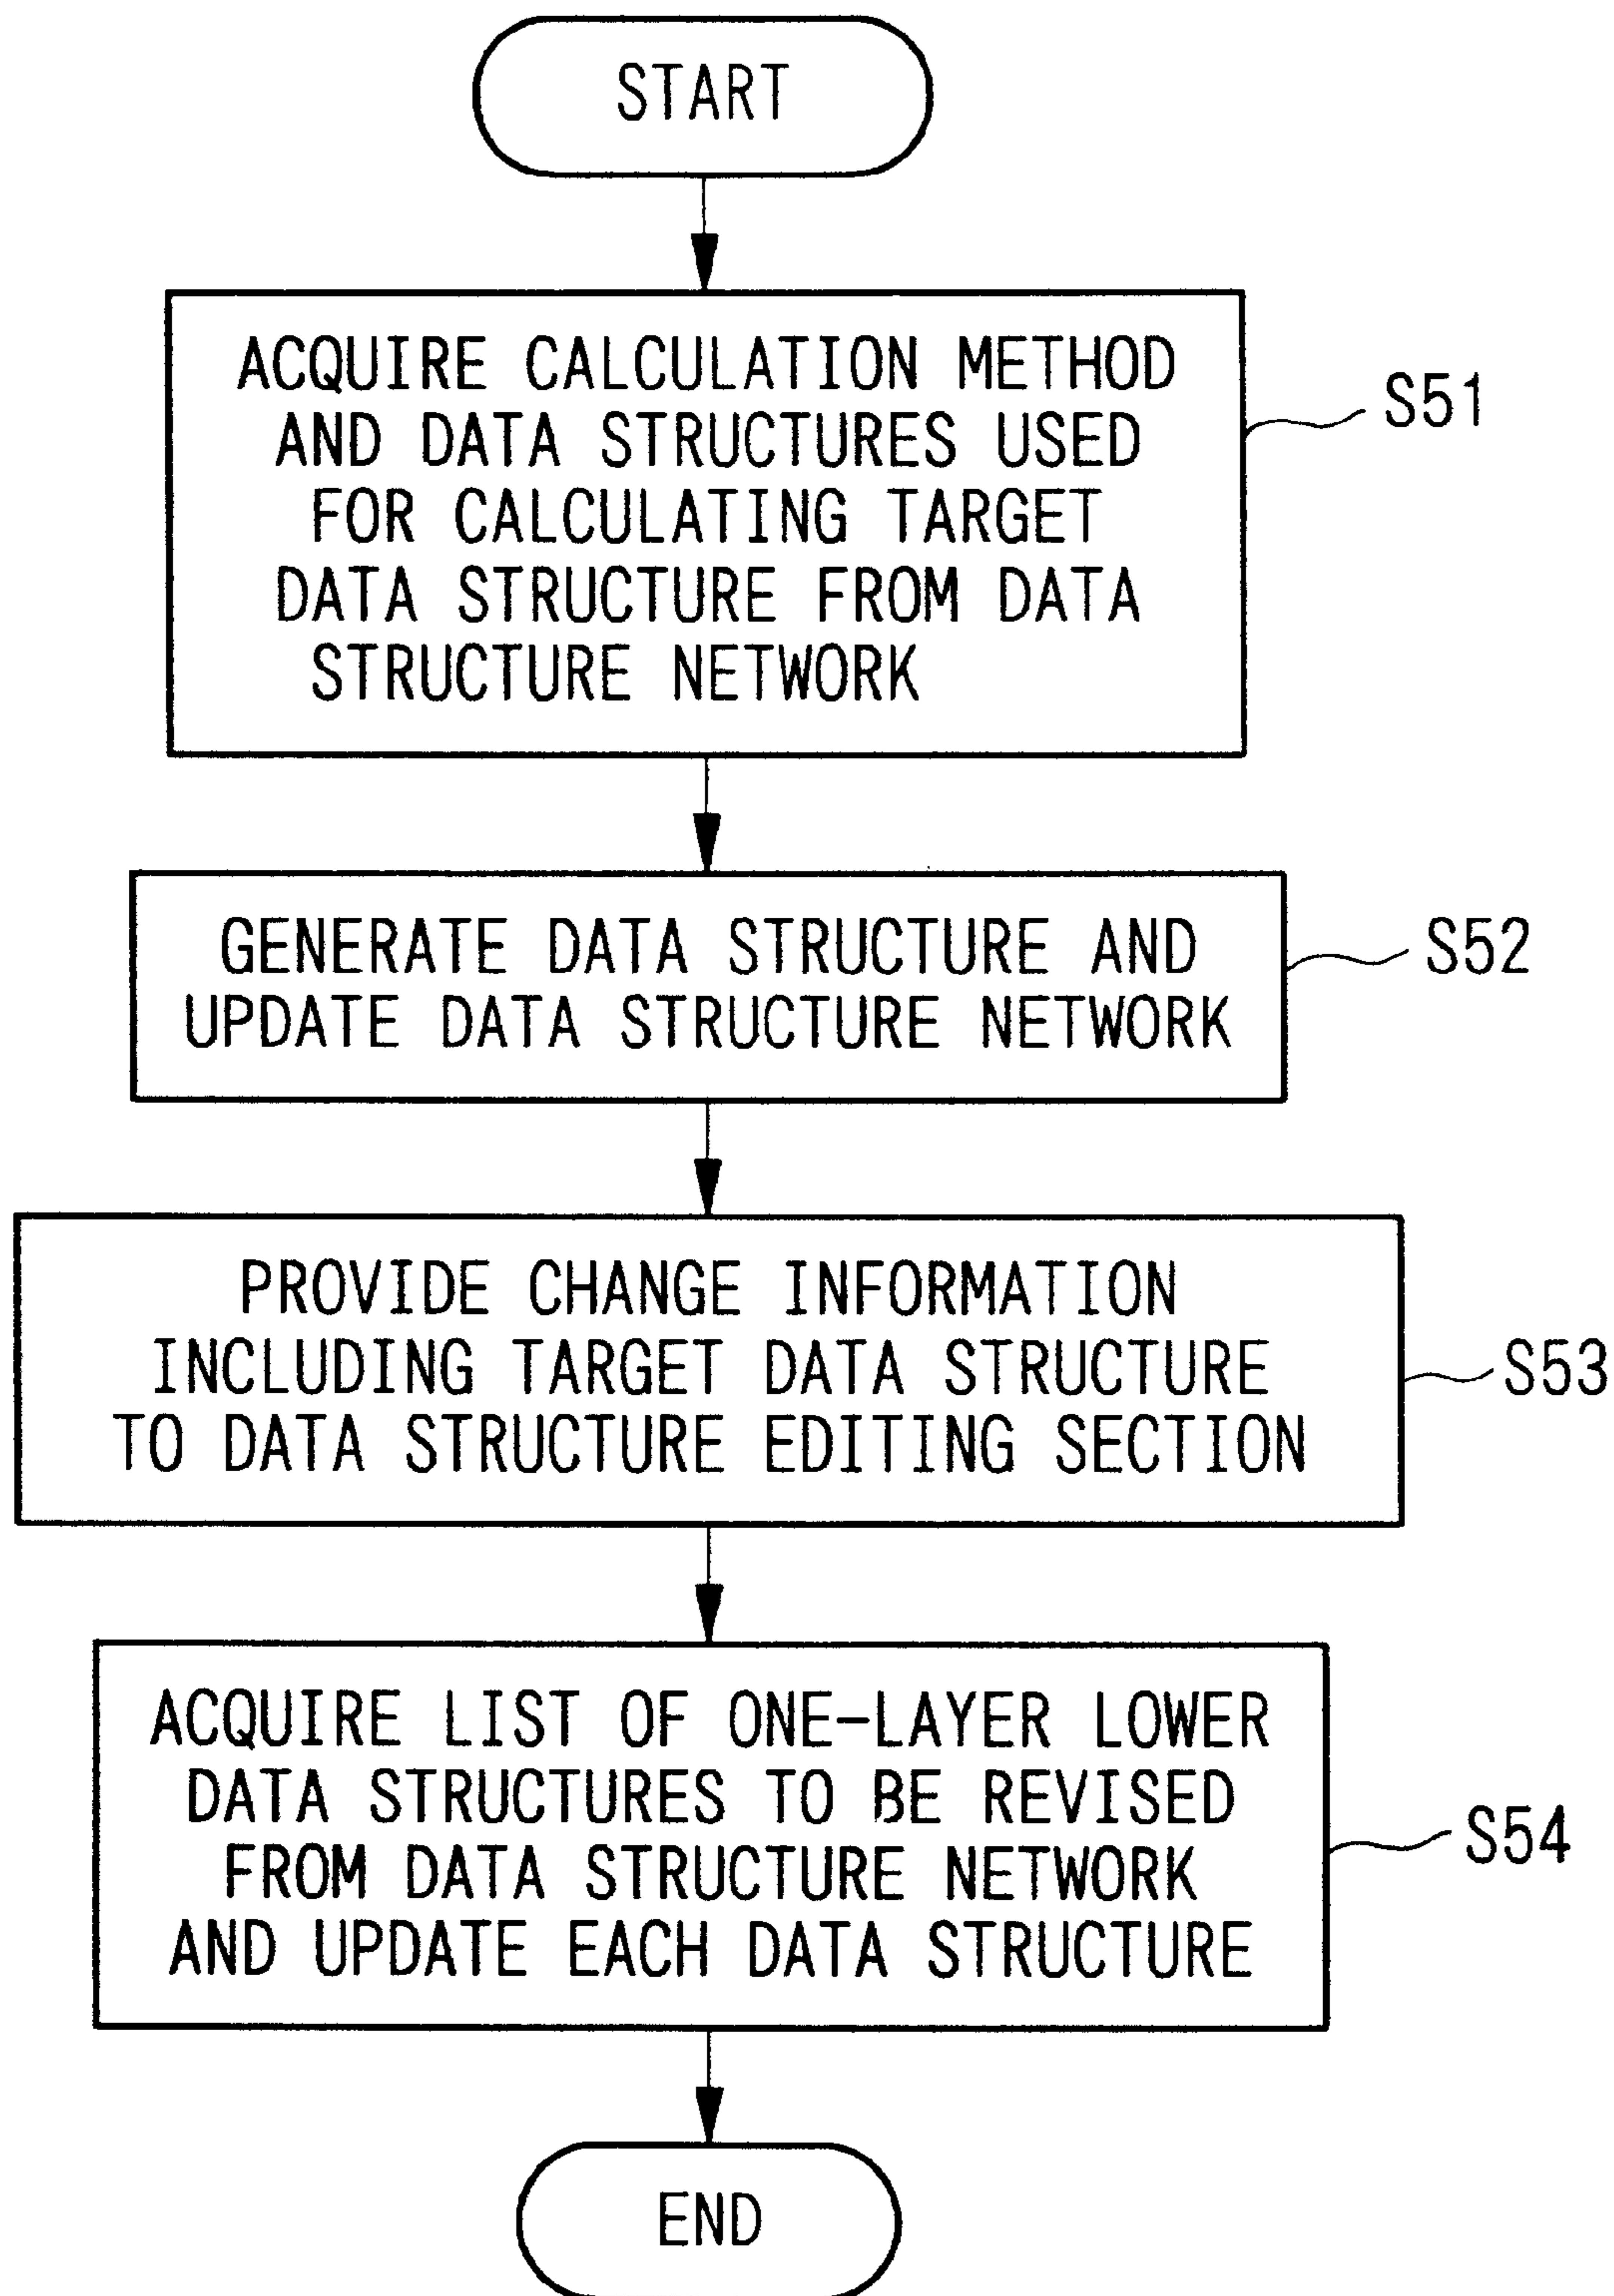 START
ACQUIRE CALCULATION METHOD
AND DATA STRUCTURES USED
FOR CALCULATING TARGET
DATA STRUCTURE FROM DATA
STRUCTURE NETWORK
S51
GENERATE DATA STRUCTURE AND
UPDATE DATA STRUCTURE NETWORK
S52
PROVIDE CHANGE INFORMATION
INCLUDING TARGET DATA STRUCTURE
TO DATA STRUCTURE EDITING SECTION
S53
ACQUIRE LIST OF ONE-LAYER LOWER
DATA STRUCTURES TO BE REVISED
FROM DATA STRUCTURE NETWORK
AND UPDATE EACH DATA STRUCTURE
S54
END